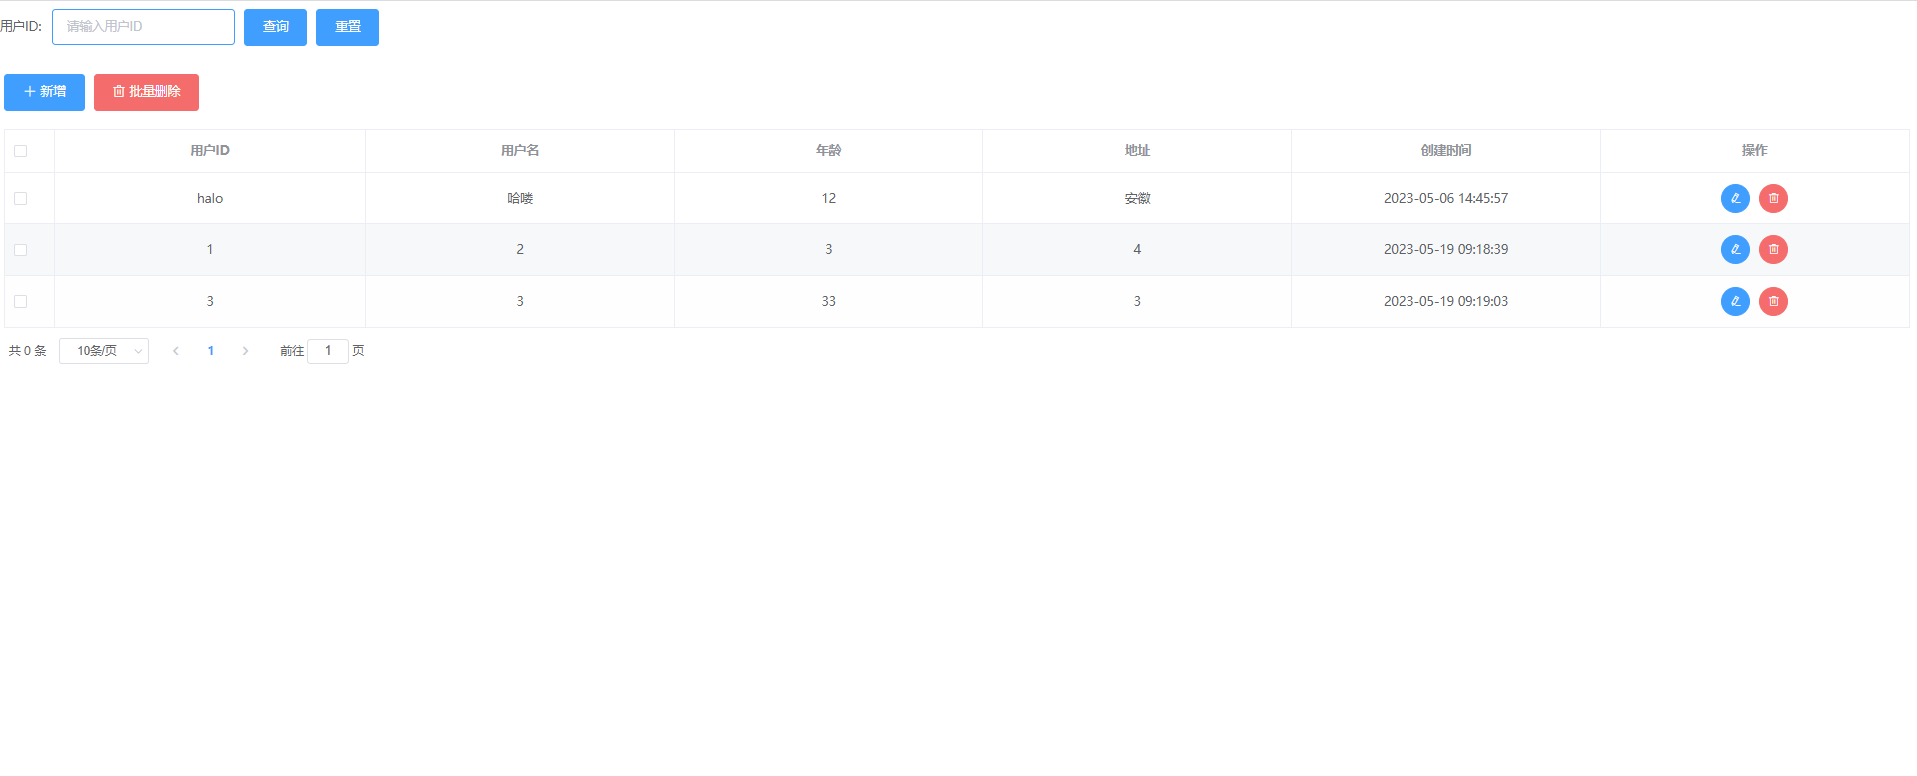 用户ID: 请输入用户ID 查询 重置
新增 批量删除
用户ID 用户名 年龄 地址 创建时间 操作
halo 哈喽 12 安徽 2023-05-06 14:45:57
1 2 3 4 2023-05-19 09:18:39
3 3 33 3 2023-05-19 09:19:03
共 0 条 10条/页 1 前往 1 页